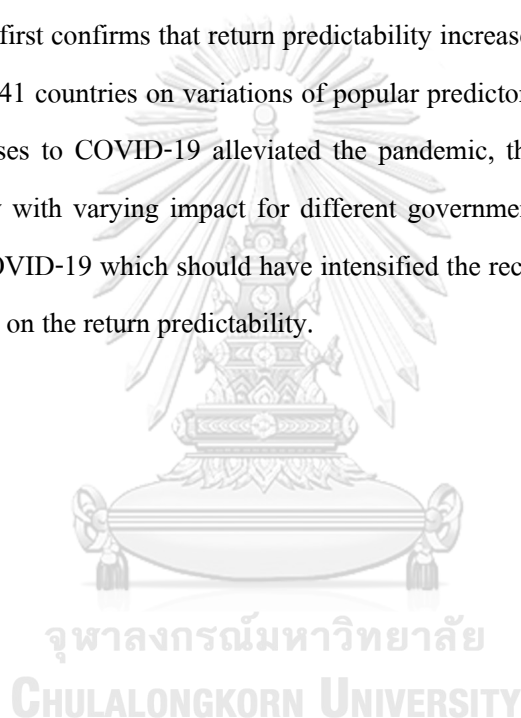 first confirms that return predictability increase
41 countries on variations of popular predictor
ses to COVID-19 alleviated the pandemic, th
with varying impact for different governmen
OVID-19 which should have intensified the rec
on the return predictability.
จุฬาลงกรณ์มหาวิทยาลัย
CHULALONGKORN UNIVERSITY